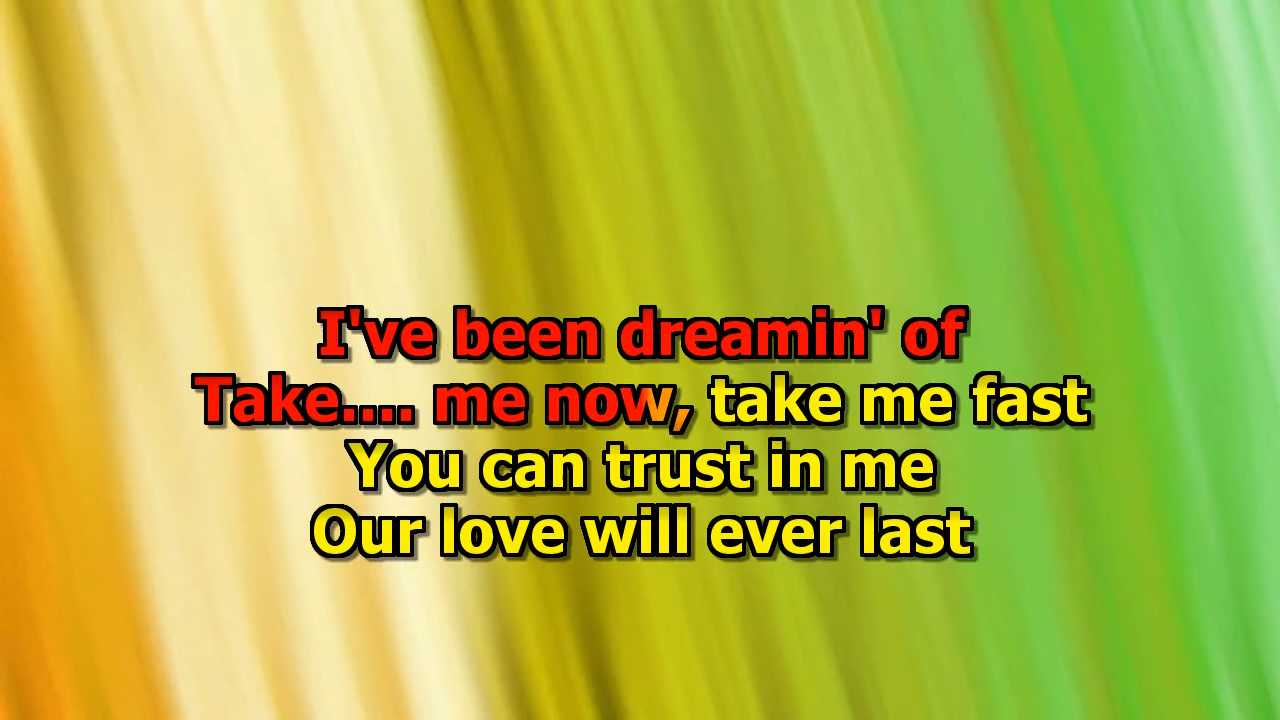 I've been dreamin' of
Take.... me now, take me fast
You can trust in me
Our love will ever last